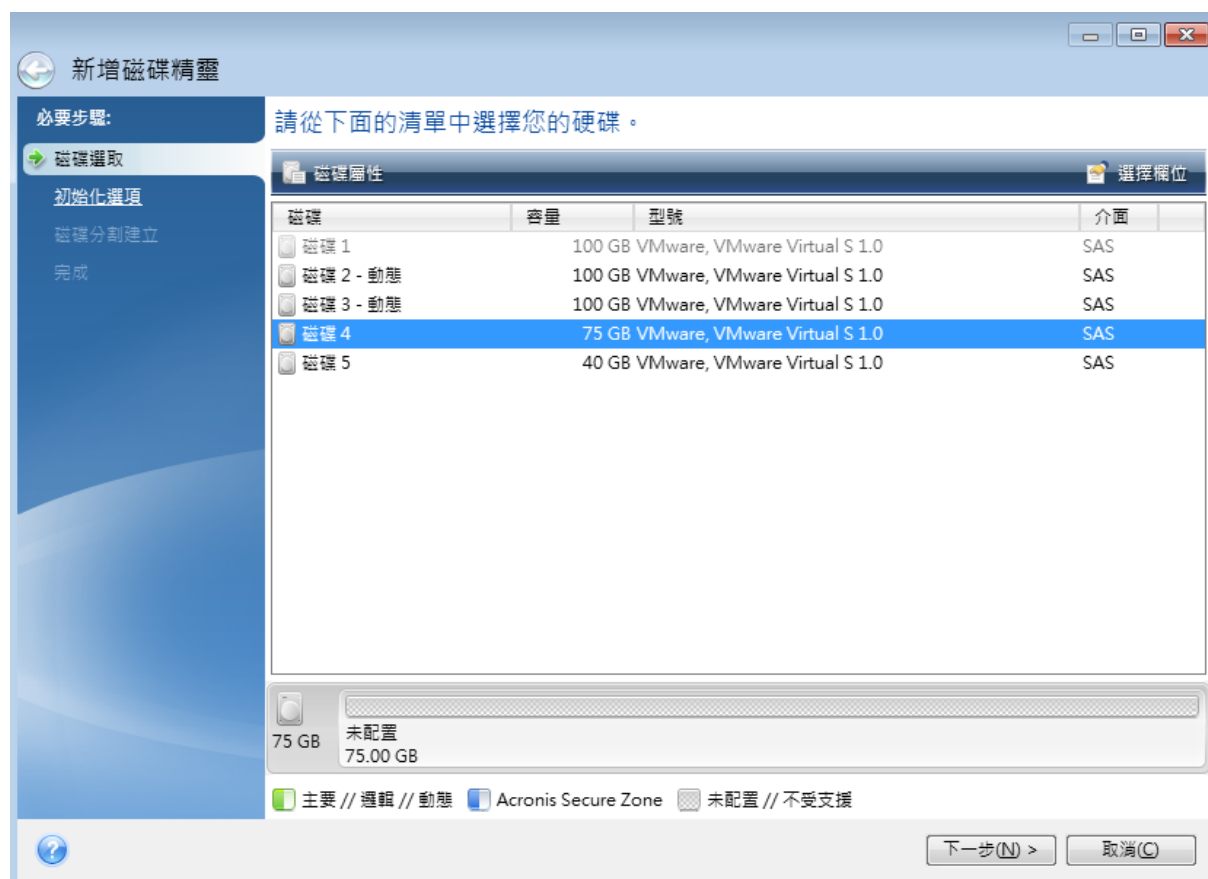 新增磁碟精靈
必要步驟:
磁碟選取
初始化選項
磁碟分割建立
完成
請從下面的清單中選擇您的硬碟。
磁碟屬性 選擇欄位
磁碟 容量 型號 介面
磁碟 1 100 GB VMware, VMware Virtual S 1.0 SAS
磁碟 2 - 動態 100 GB VMware, VMware Virtual S 1.0 SAS
磁碟 3 - 動態 100 GB VMware, VMware Virtual S 1.0 SAS
磁碟 4 75 GB VMware, VMware Virtual S 1.0 SAS
磁碟 5 40 GB VMware, VMware Virtual S 1.0 SAS
75 GB 未配置
75.00 GB
主要 // 邏輯 // 動態 Acronis Secure Zone 未配置 // 不受支援
下一步(N) > 取消(C)